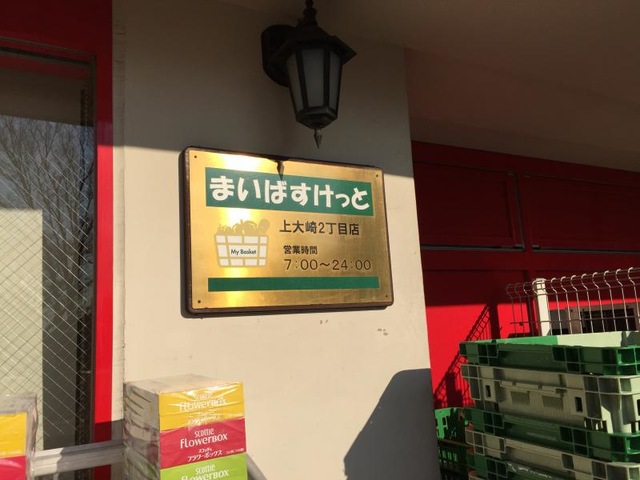 まいばすけっと
上大崎2丁目店
My Basket
営業時間
7:00〜24:00
SCOTTIE
FLOWERBOX
SCOTTIE
FLOWERBOX
スコッティ
フラワーボックス
SCOTTIE
FLOWERBOX